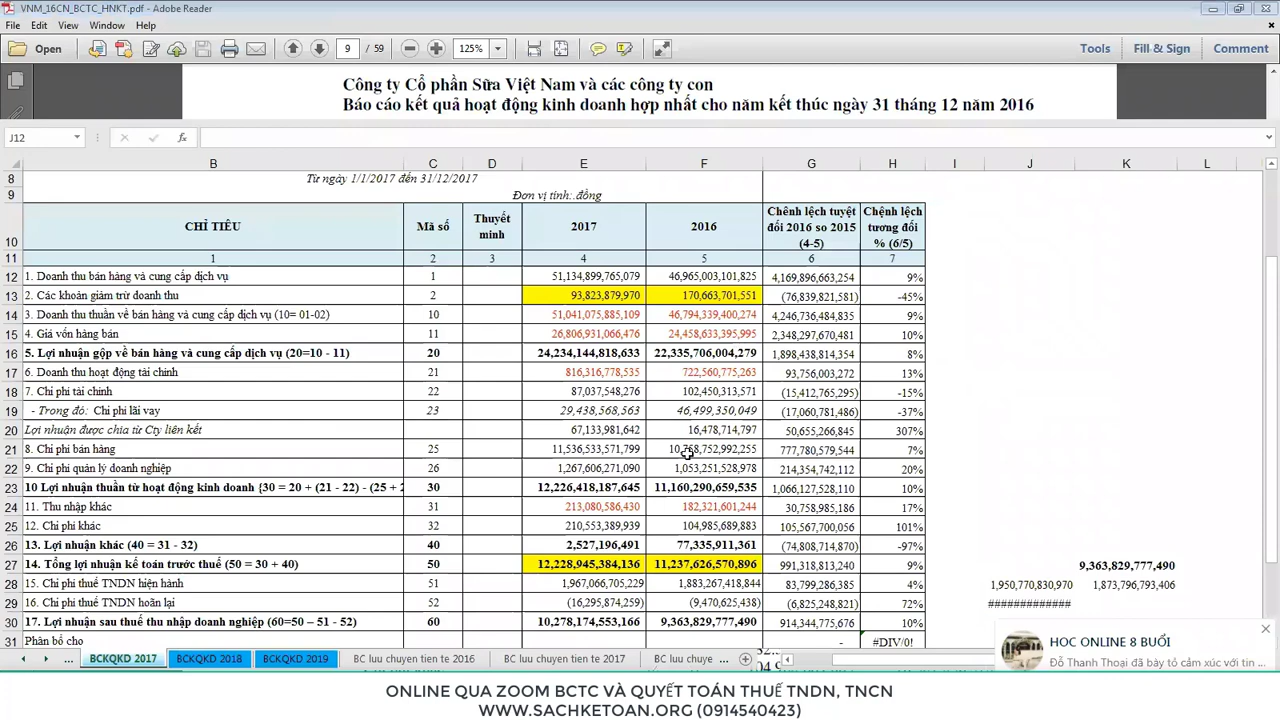 VNM_16CN_BCTC_HNKT.pdf - Adobe Reader
File Edit View Window Help
Open 9 / 59 125% Tools Fill & Sign Comment
Công ty Cổ phần Sữa Việt Nam và các công ty con
Báo cáo kết quả hoạt động kinh doanh hợp nhất cho năm kết thúc ngày 31 tháng 12 năm 2016
J12 fx
B C D E F G H I J K L
8 Từ ngày 1/1/2017 đến 31/12/2017
9 Đơn vị tính:.đồng
10 CHỈ TIÊU Mã số Thuyết minh 2017 2016 Chênh lệch tuyệt đối 2016 so 2015 (4-5) Chệnh lệch tương đối % (6/5)
11 1 2 3 4 5 6 7
12 1. Doanh thu bán hàng và cung cấp dịch vụ 1 51,134,899,765,079 46,965,003,101,825 4,169,896,663,254 9%
13 2. Các khoản giảm trừ doanh thu 2 93,823,879,970 170,663,701,551 (76,839,821,581) -45%
14 3. Doanh thu thuần về bán hàng và cung cấp dịch vụ (10= 01-02) 10 51,041,075,885,109 46,794,339,400,274 4,246,736,484,835 9%
15 4. Giá vốn hàng bán 11 26,806,931,066,476 24,458,633,395,995 2,348,297,670,481 10%
16 5. Lợi nhuận gộp về bán hàng và cung cấp dịch vụ (20=10 - 11) 20 24,234,144,818,633 22,335,706,004,279 1,898,438,814,354 8%
17 6. Doanh thu hoạt động tài chinh 21 816,316,778,535 722,560,775,263 93,756,003,272 13%
18 7. Chi phí tài chinh 22 87,037,548,276 102,450,313,571 (15,412,765,295) -15%
19 - Trong đó: Chi phí lãi vay 23 29,438,568,563 46,499,350,049 (17,060,781,486) -37%
20 Lợi nhuận được chia từ Cty liên kết 67,133,981,642 16,478,714,797 50,655,266,845 307%
21 8. Chi phí bán hàng 25 11,536,533,571,799 10,758,752,992,255 777,780,579,544 7%
22 9. Chi phí quản lý doanh nghiệp 26 1,267,606,271,090 1,053,251,528,978 214,354,742,112 20%
23 10 Lợi nhuận thuần từ hoạt động kinh doanh {30 = 20 + (21 - 22) - (25 + 2 30 12,226,418,187,645 11,160,290,659,535 1,066,127,528,110 10%
24 11. Thu nhập khác 31 213,080,586,430 182,321,601,244 30,758,985,186 17%
25 12. Chi phí khác 32 210,553,389,939 104,985,689,883 105,567,700,056 101%
26 13. Lợi nhuận khác (40 = 31 - 32) 40 2,527,196,491 77,335,911,361 (74,808,714,870) -97%
27 14. Tổng lợi nhuận kế toán trước thuế (50 = 30 + 40) 50 12,228,945,384,136 11,237,626,570,896 991,318,813,240 9% 9,363,829,777,490
28 15. Chi phí thuế TNDN hiện hành 51 1,967,066,705,229 1,883,267,418,844 83,799,286,385 4% 1,950,770,830,970 1,873,796,793,406
29 16. Chi phí thuế TNDN hoãn lại 52 (16,295,874,259) (9,470,625,438) (6,825,248,821) 72% #############
30 17. Lợi nhuận sau thuế thu nhập doanh nghiệp (60=50 – 51 - 52) 60 10,278,174,553,166 9,363,829,777,490 914,344,775,676 10%
31 Phân bổ cho - #DIV/0!
HOC ONLINE 8 BUỔI
Đỗ Thanh Thoại đã bày tỏ cảm xúc với tin ...
... BCKQKD 2017 BCKQKD 2018 BCKQKD 2019 BC luu chuyen tien te 2016 BC luu chuyen tien te 2017 BC luu chuye ...
ONLINE QUA ZOOM BCTC VÀ QUYẾT TOÁN THUẾ TNDN, TNCN
WWW.SACHKETOAN.ORG (0914540423)